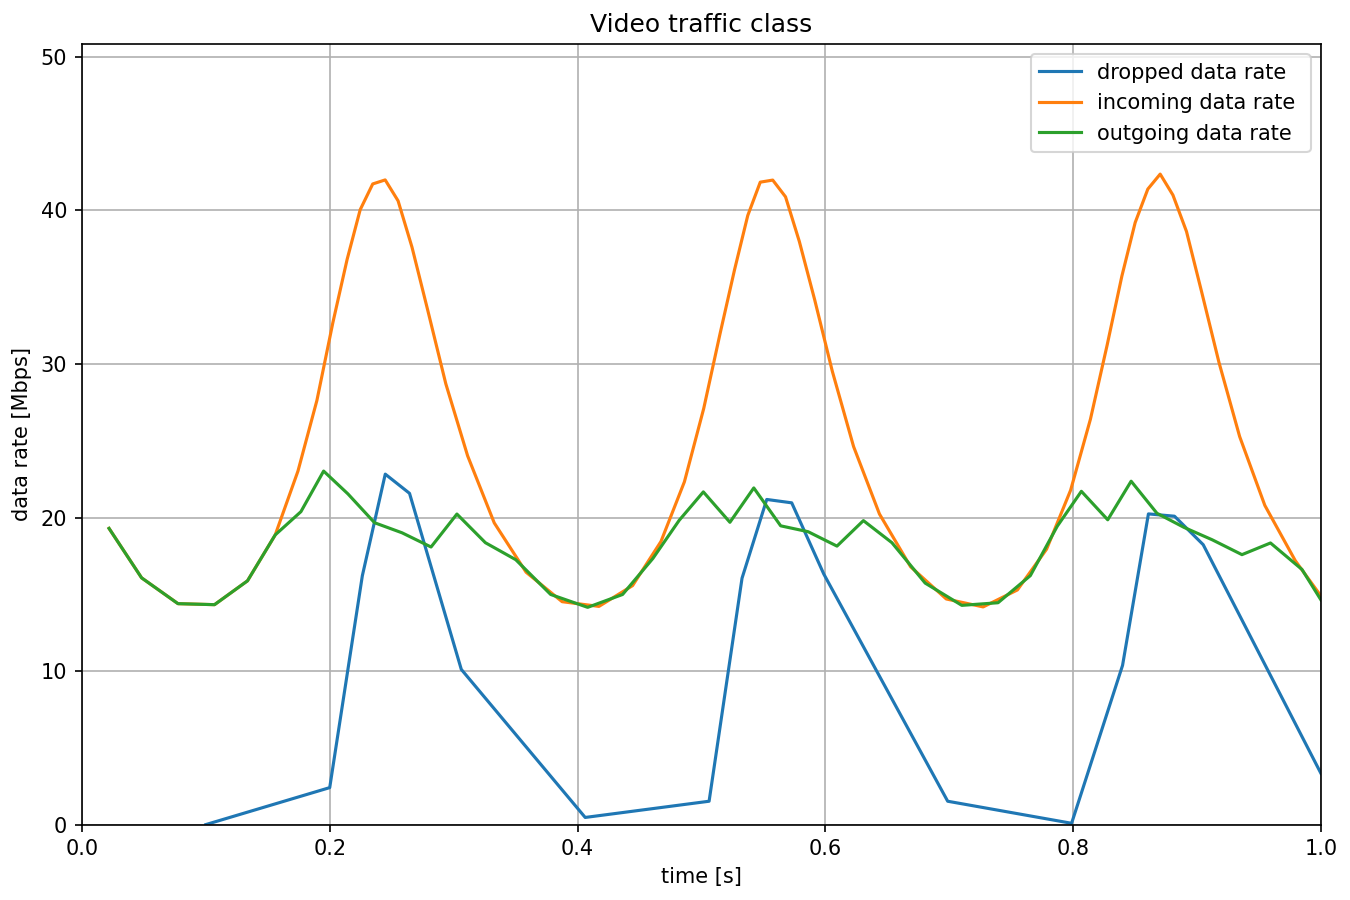 Video traffic class
dropped data rate
incoming data rate
outgoing data rate
data rate [Mbps]
50
40
30
20
10
0
0.0 0.2 0.4 0.6 0.8 1.0
time [s]